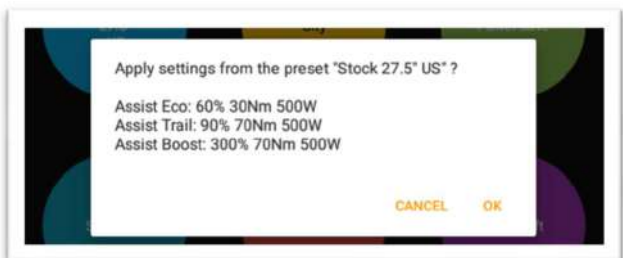 City
Apply settings from the preset "Stock 27.5" US" ?
Assist Eco: 60% 30Nm 500W
Assist Trail: 90% 70Nm 500W
Assist Boost: 300% 70Nm 500W
CANCEL OK